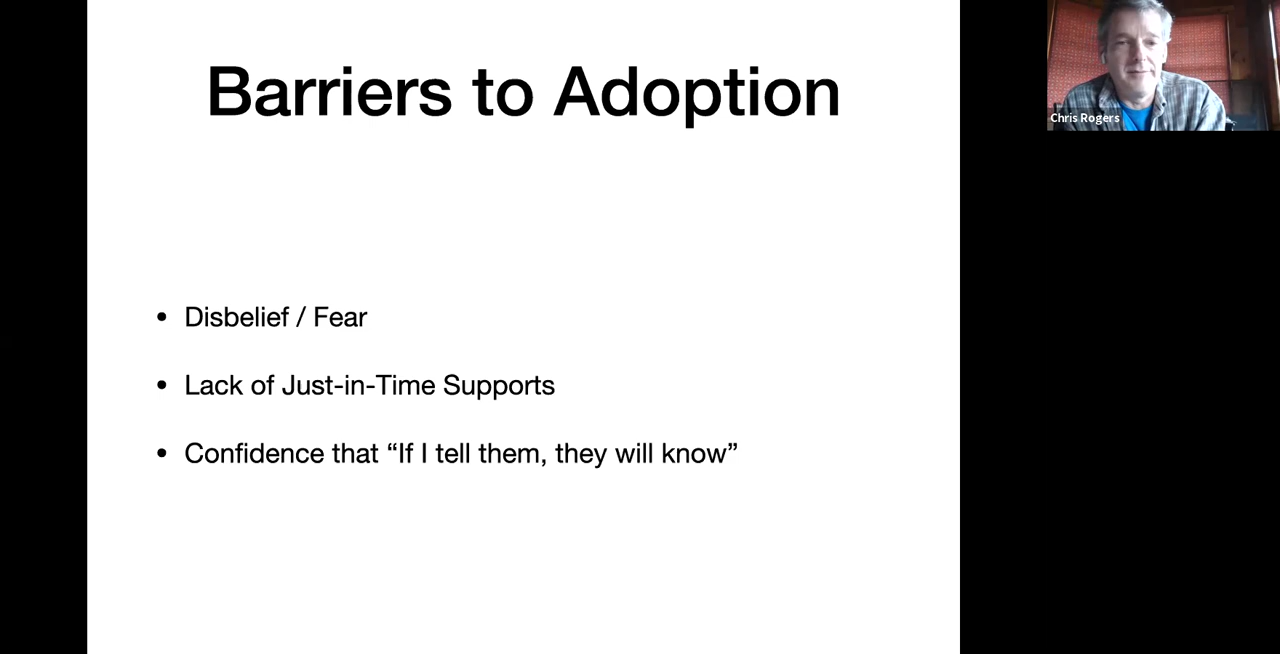 Barriers to Adoption
• Disbelief / Fear
• Lack of Just-in-Time Supports
• Confidence that “If I tell them, they will know”
Chris Rogers